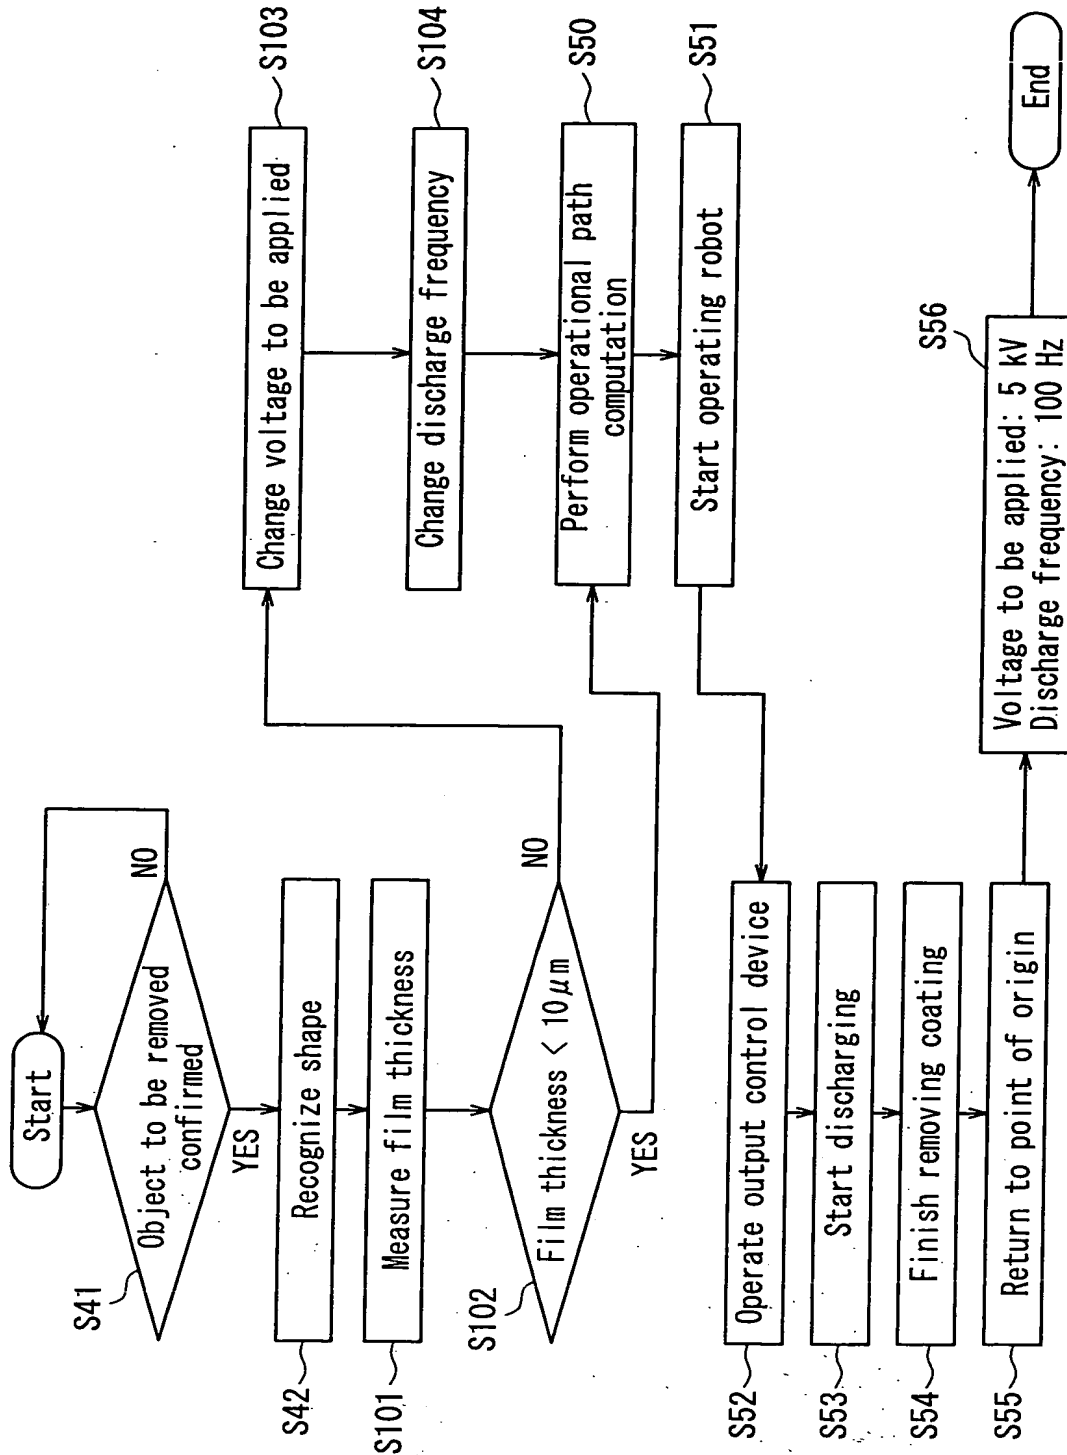 Start
S41
Object to be removed
confirmed
NO
YES
S42
Recognize shape
S101
Measure film thickness
S102
Film thickness < 10μm
NO
YES
Change voltage to be applied
S103
Change discharge frequency
S104
Perform operational path
computation
S50
Start operating robot
S51
S52
Operate output control device
S53
Start discharging
S54
Finish removing coating
S55
Return to point of origin
S56
Voltage to be applied: 5 kV
Discharge frequency: 100 Hz
End